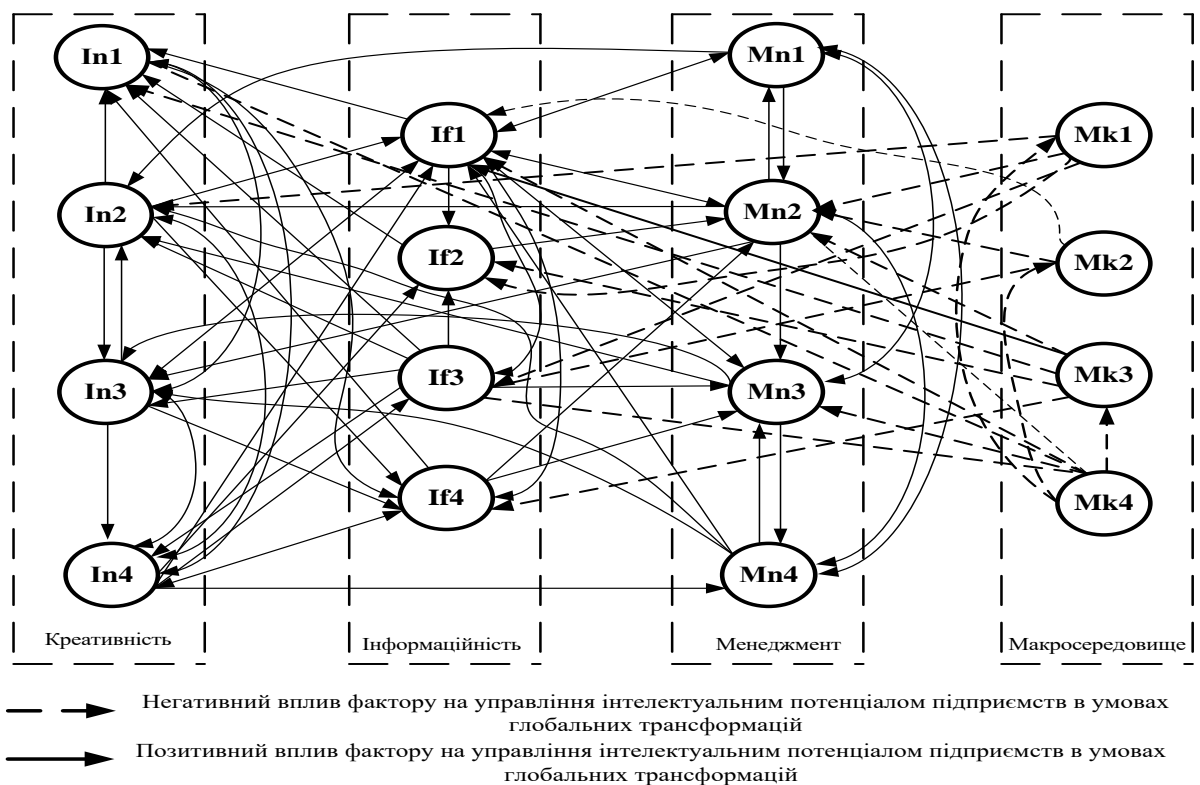 In1
In2
In3
In4
Креативність
If1
If2
If3
If4
Інформаційність
Mn1
Mn2
Mn3
Mn4
Менеджмент
Mk1
Mk2
Mk3
Mk4
Макросередовище
Негативний вплив фактору на управління інтелектуальним потенціалом підприємств в умовах
глобальних трансформацій
Позитивний вплив фактору на управління інтелектуальним потенціалом підприємств в умовах
глобальних трансформацій